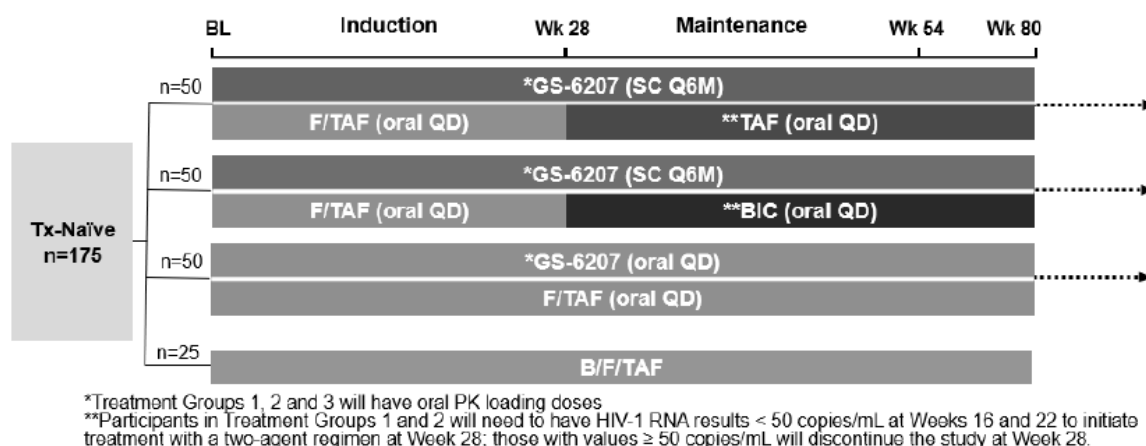 BL Induction Wk 28 Maintenance Wk 54 Wk 80
n=50
*GS-6207 (SC Q6M)
F/TAF (oral QD) **TAF (oral QD)
n=50
*GS-6207 (SC Q6M)
F/TAF (oral QD) **BIC (oral QD)
Tx-Naïve
n=175
n=50
*GS-6207 (oral QD)
F/TAF (oral QD)
n=25
B/F/TAF
*Treatment Groups 1, 2 and 3 will have oral PK loading doses
**Participants in Treatment Groups 1 and 2 will need to have HIV-1 RNA results < 50 copies/mL at Weeks 16 and 22 to initiate
treatment with a two-agent regimen at Week 28; those with values ≥ 50 copies/mL will discontinue the study at Week 28.